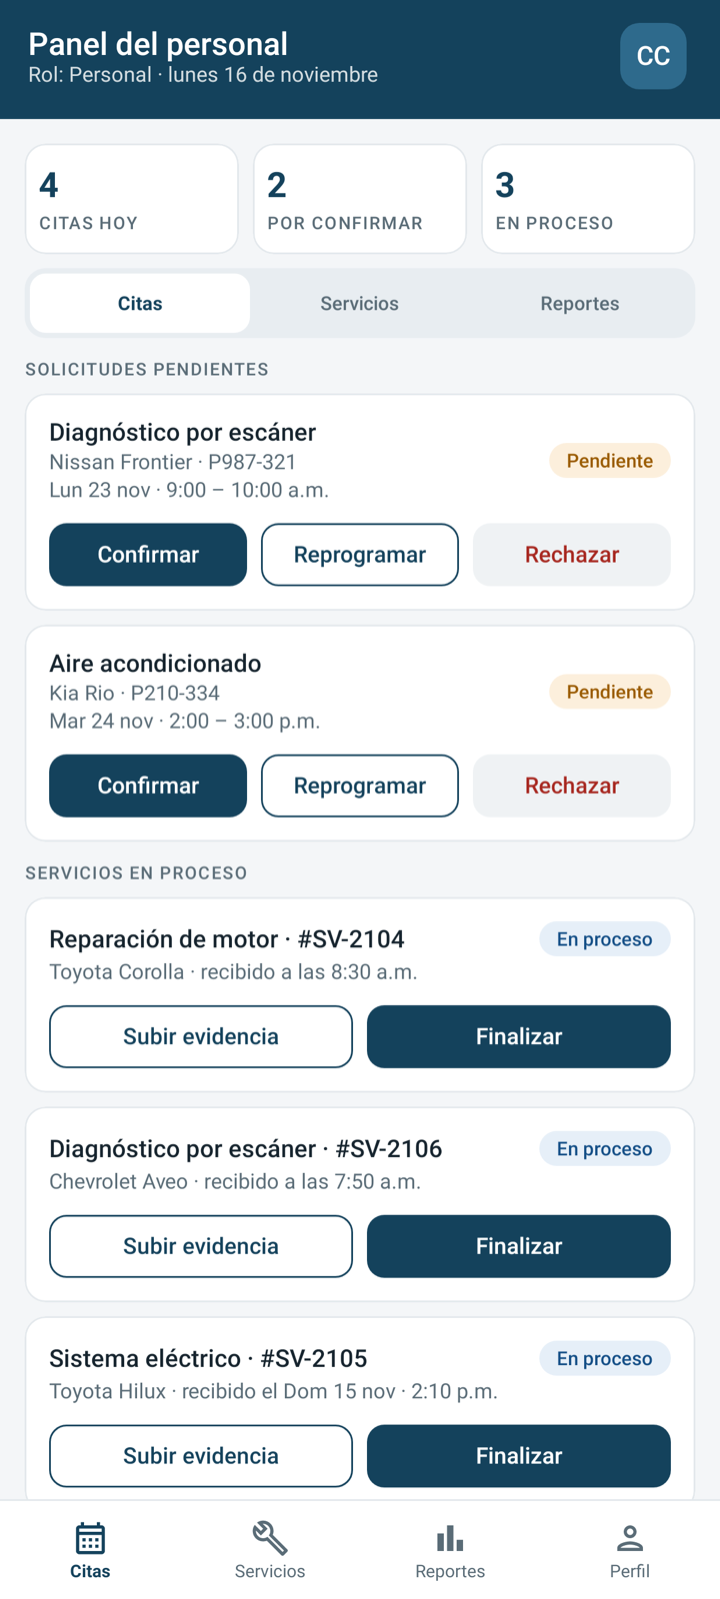 Panel del personal
Rol: Personal · lunes 16 de noviembre
CC
4
CITAS HOY
2
POR CONFIRMAR
3
EN PROCESO
Citas
Servicios
Reportes
SOLICITUDES PENDIENTES
Diagnóstico por escáner
Nissan Frontier · P987-321
Lun 23 nov · 9:00 – 10:00 a.m.
Pendiente
Confirmar
Reprogramar
Rechazar
Aire acondicionado
Kia Rio · P210-334
Mar 24 nov · 2:00 – 3:00 p.m.
Pendiente
Confirmar
Reprogramar
Rechazar
SERVICIOS EN PROCESO
Reparación de motor · #SV-2104
En proceso
Toyota Corolla · recibido a las 8:30 a.m.
Subir evidencia
Finalizar
Diagnóstico por escáner · #SV-2106
En proceso
Chevrolet Aveo · recibido a las 7:50 a.m.
Subir evidencia
Finalizar
Sistema eléctrico · #SV-2105
En proceso
Toyota Hilux · recibido el Dom 15 nov · 2:10 p.m.
Subir evidencia
Finalizar
Citas
Servicios
Reportes
Perfil